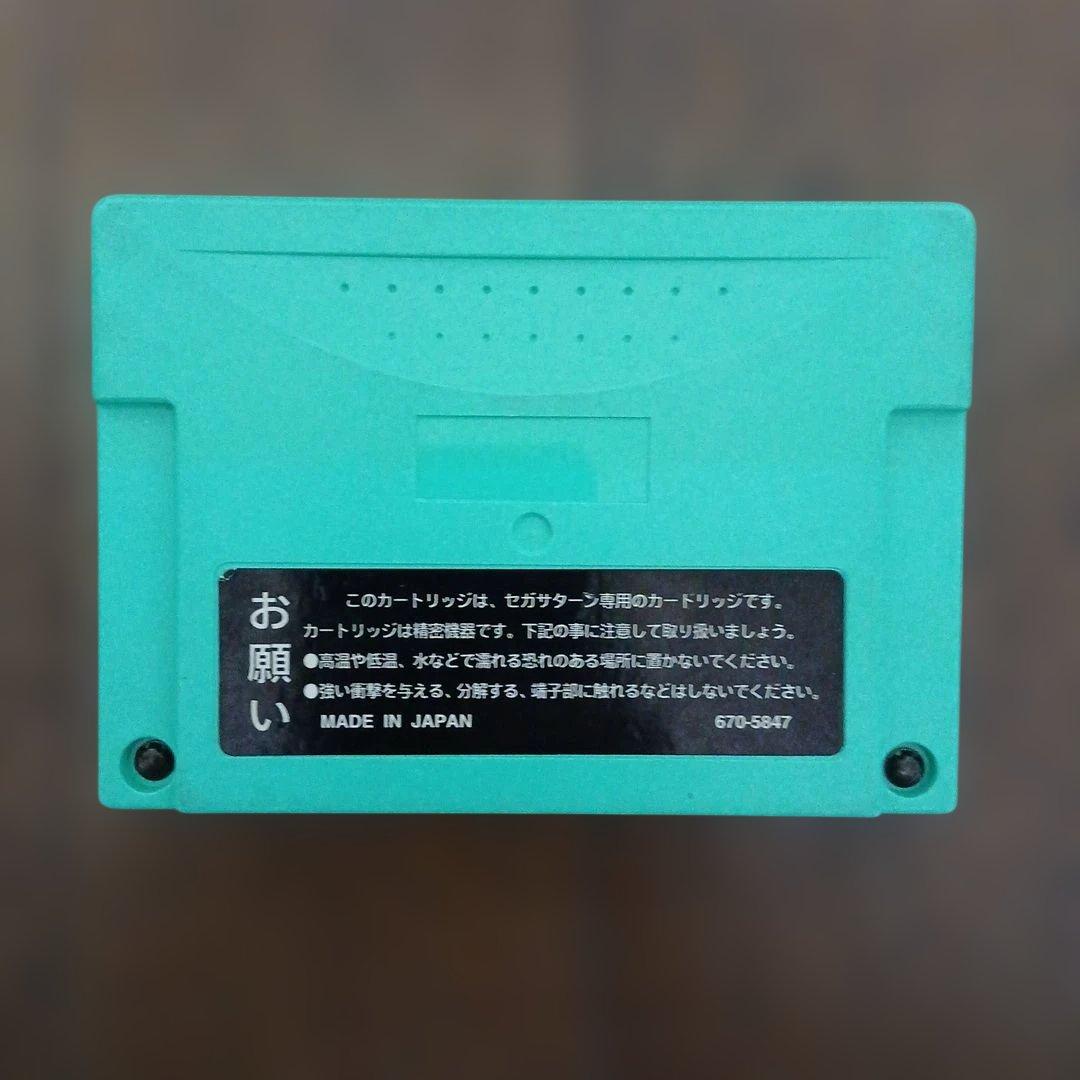 お願い
このカートリッジは、セガサターン専用のカードリッジです。
カートリッジは精密機器です。下記の事に注意して取り扱いましょう。
●高温や低温、水などで濡れる恐れのある場所に置かないでください。
●強い衝撃を与える、分解する、端子部に触れるなどはしないでください。
MADE IN JAPAN 670-5847